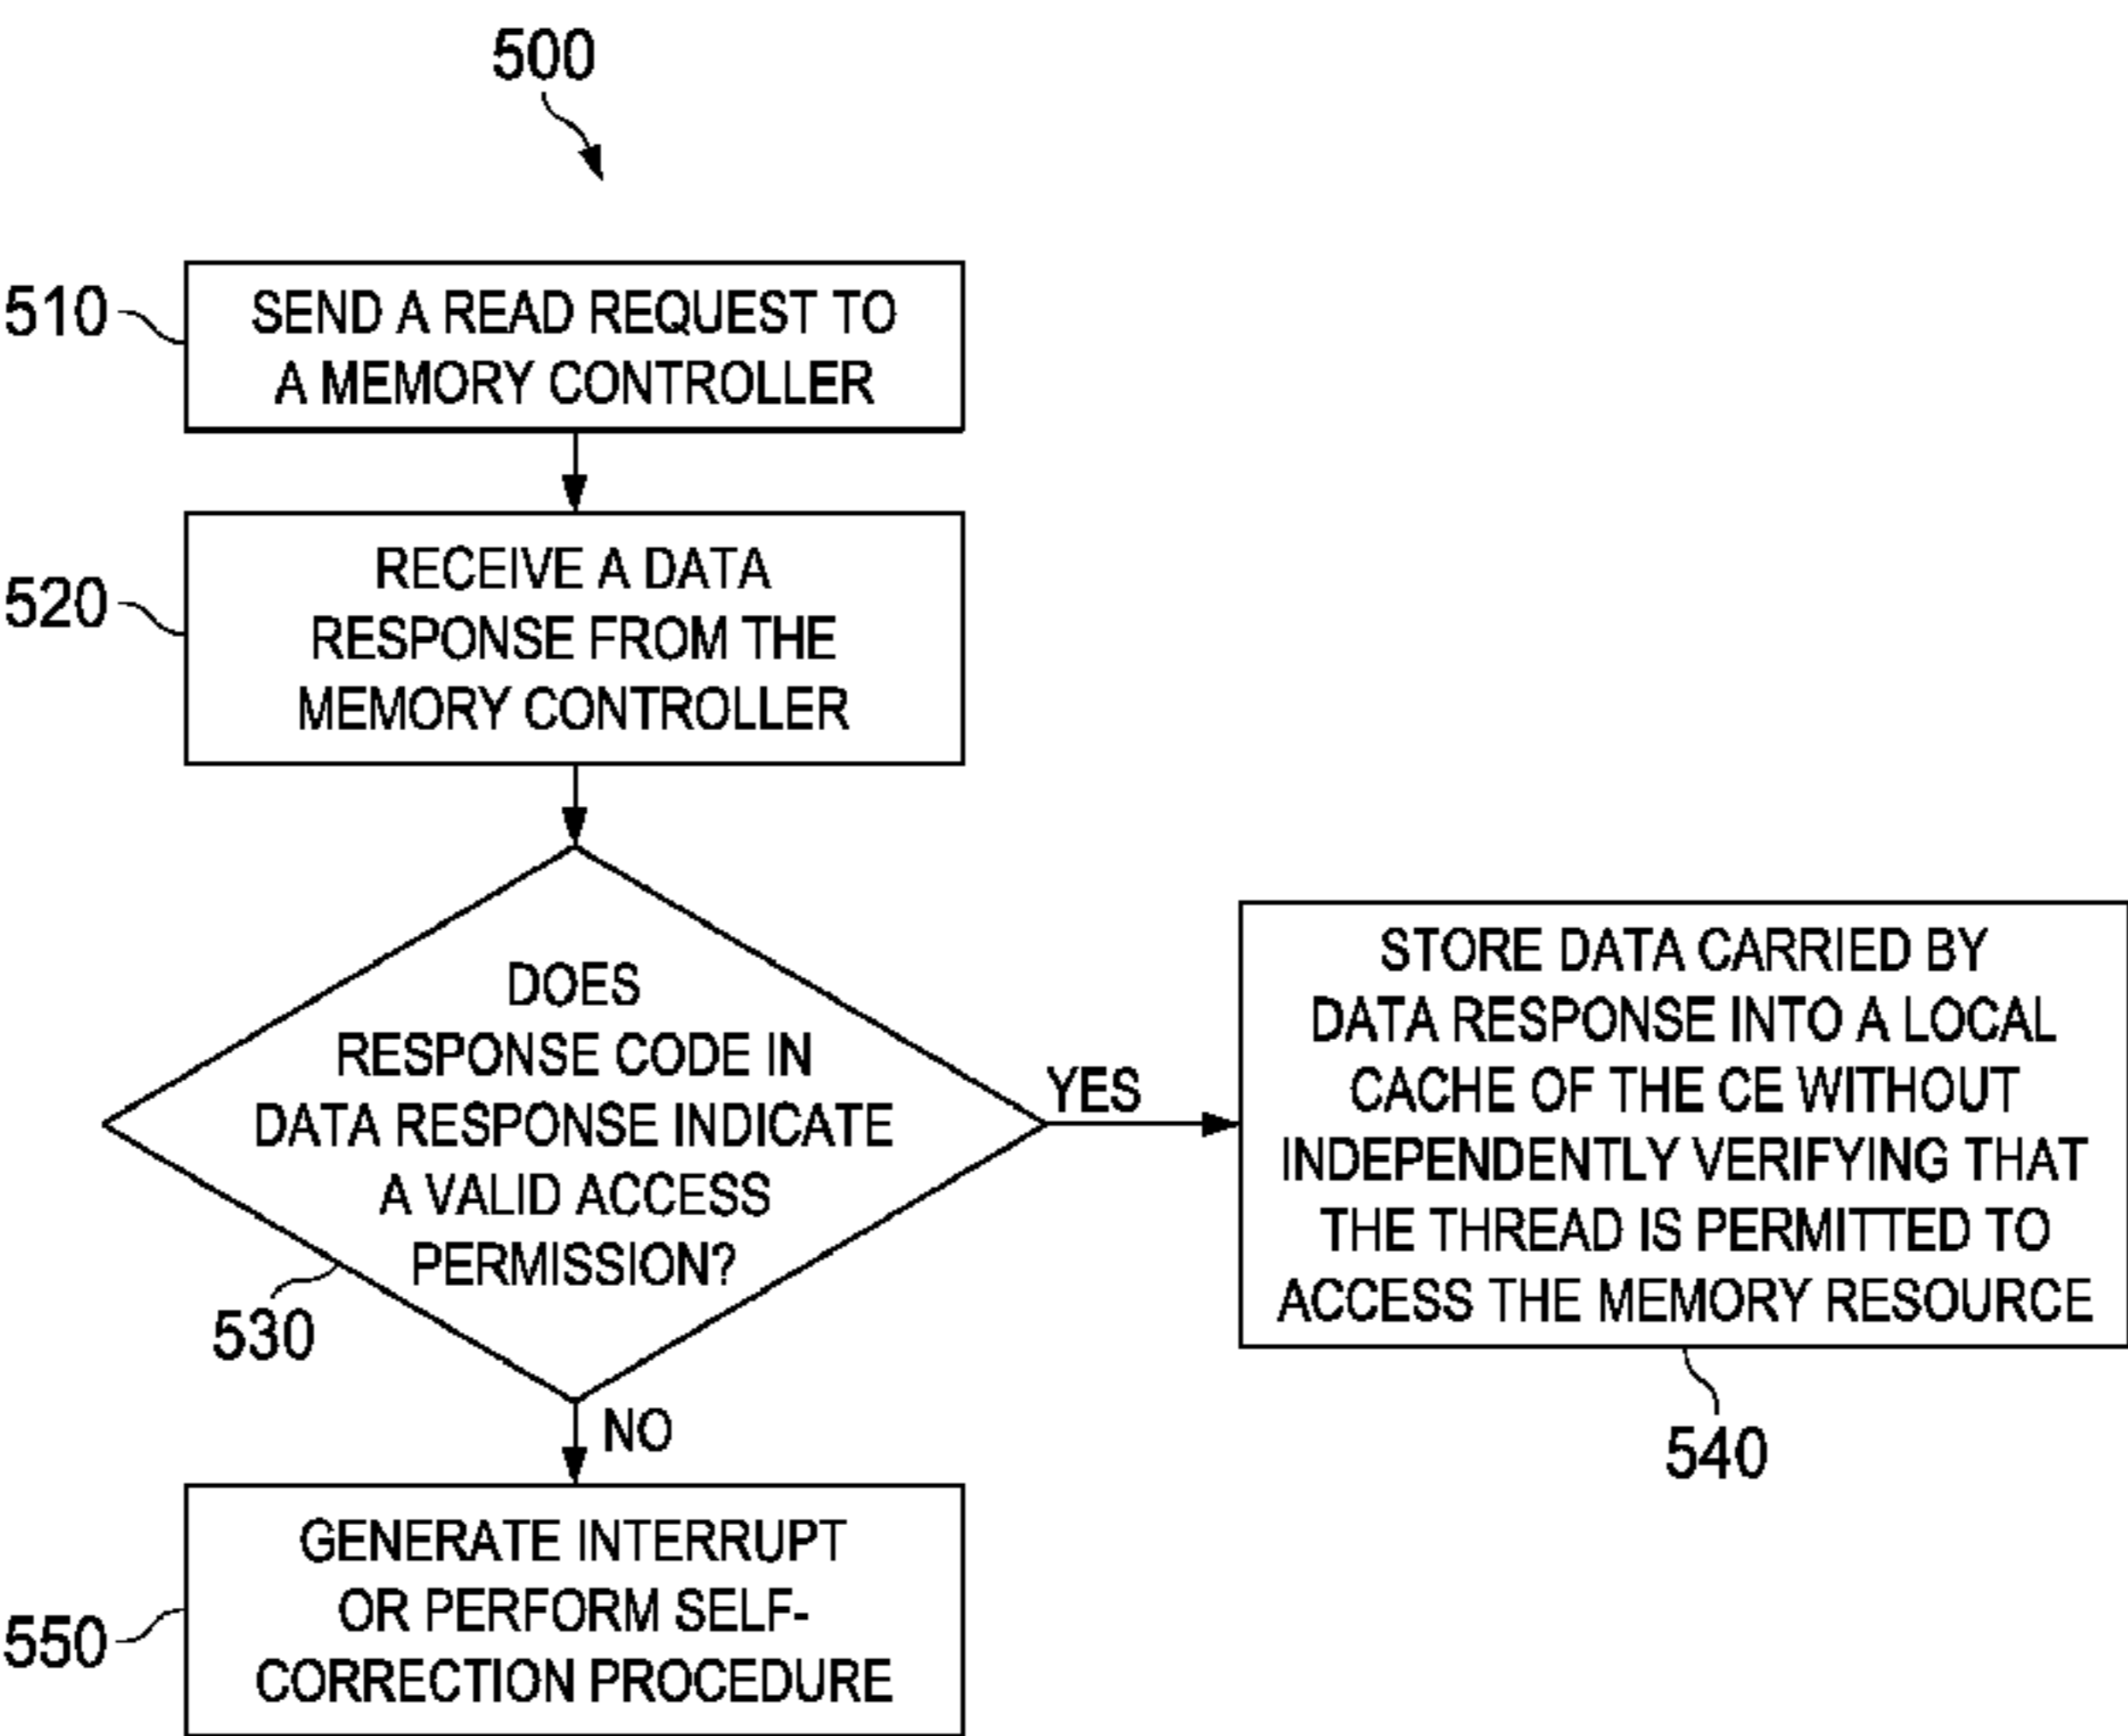 500
510
SEND A READ REQUEST TO
A MEMORY CONTROLLER
520
RECEIVE A DATA
RESPONSE FROM THE
MEMORY CONTROLLER
DOES
RESPONSE CODE IN
DATA RESPONSE INDICATE
A VALID ACCESS
PERMISSION?
530
YES
STORE DATA CARRIED BY
DATA RESPONSE INTO A LOCAL
CACHE OF THE CE WITHOUT
INDEPENDENTLY VERIFYING THAT
THE THREAD IS PERMITTED TO
ACCESS THE MEMORY RESOURCE
540
NO
550
GENERATE INTERRUPT
OR PERFORM SELF-
CORRECTION PROCEDURE